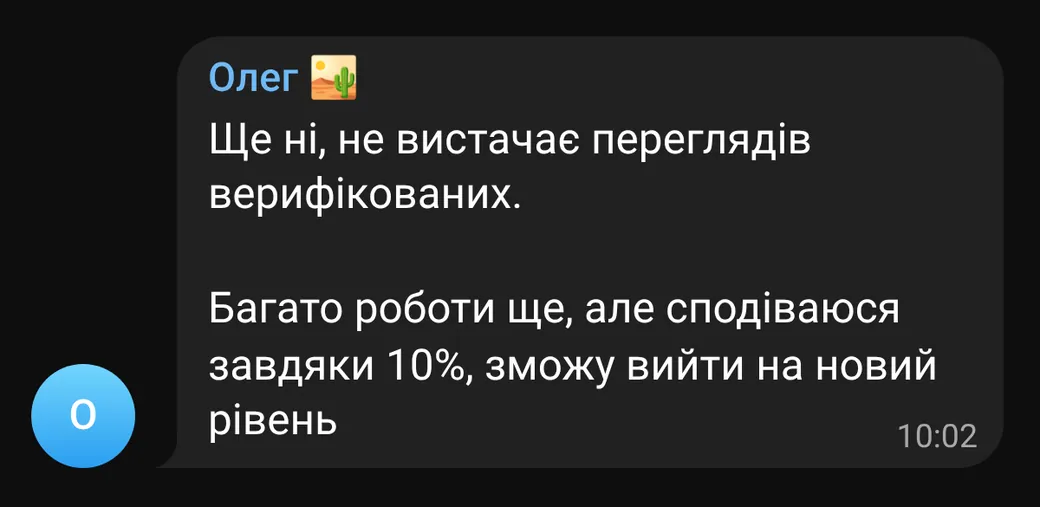 Олег 🏜️
Ще ні, не вистачає переглядів
верифікованих.
Багато роботи ще, але сподіваюся
завдяки 10%, зможу вийти на новий
рівень
10:02
О